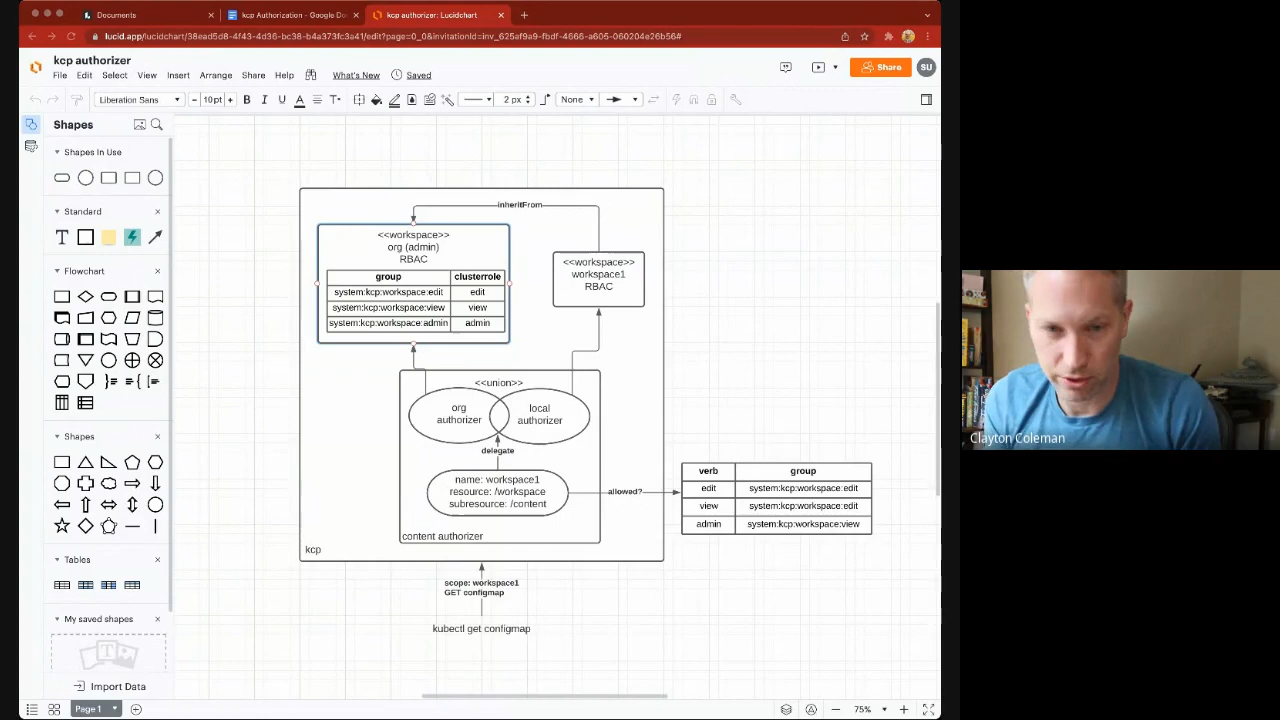 Documents
kcp Authorization - Google Do
kcp authorizer: Lucidchart
lucid.app/lucidchart/38ead5d8-4f43-4d36-bc38-b4a373fc3a41/edit?page=0_0&invitationId=inv_625af9a9-fbdf-4666-a605-060204e26b56#
kcp authorizer
File Edit Select View Insert Arrange Share Help What's New Saved
Share
SU
Liberation Sans
10pt
B I U A T
2 px
None
Shapes
Shapes In Use
Standard
T
Flowchart
Shapes
Tables
My saved shapes
Import Data
Page 1
75%
inheritFrom
<<workspace>>
org (admin)
RBAC
group clusterrole
system:kcp:workspace:edit edit
system:kcp:workspace:view view
system:kcp:workspace:admin admin
<<workspace>>
workspace1
RBAC
<<union>>
org
authorizer
local
authorizer
delegate
name: workspace1
resource: /workspace
subresource: /content
content authorizer
kcp
allowed?
verb group
edit system:kcp:workspace:edit
view system:kcp:workspace:edit
admin system:kcp:workspace:view
scope: workspace1
GET configmap
kubectl get configmap
Clayton Coleman